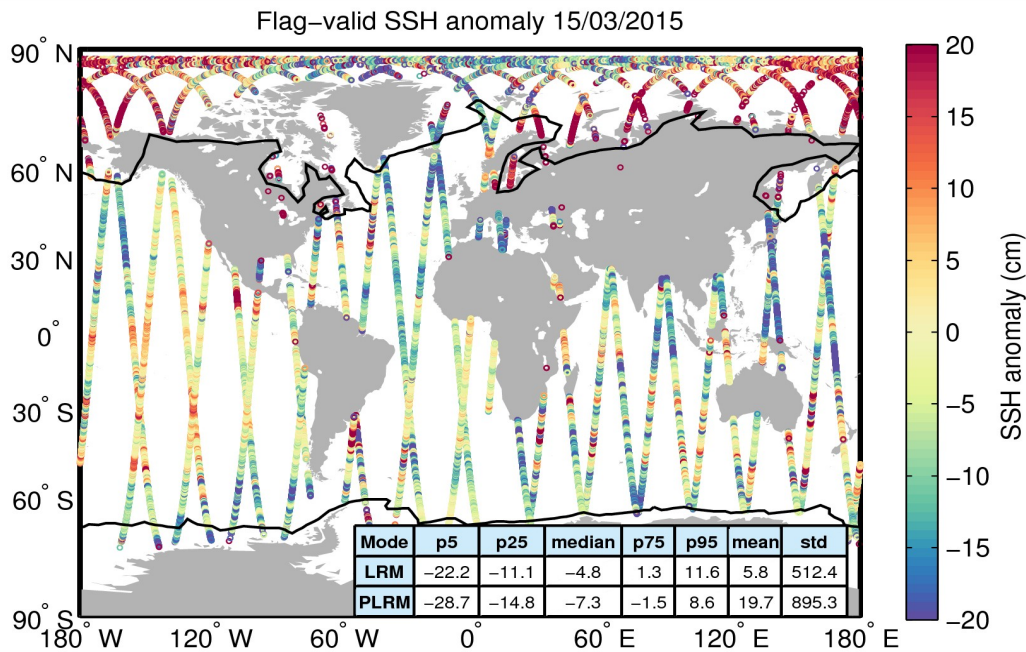 Flag−valid SSH anomaly 15/03/2015
90° N
60° N
30° N
0°
30° S
60° S
90° S
180° W
120° W
60° W
0°
60° E
120° E
180° E
Mode p5 p25 median p75 p95 mean std
LRM −22.2 −11.1 −4.8 1.3 11.6 5.8 512.4
PLRM −28.7 −14.8 −7.3 −1.5 8.6 19.7 895.3
20
15
10
5
0
−5
−10
−15
−20
SSH anomaly (cm)